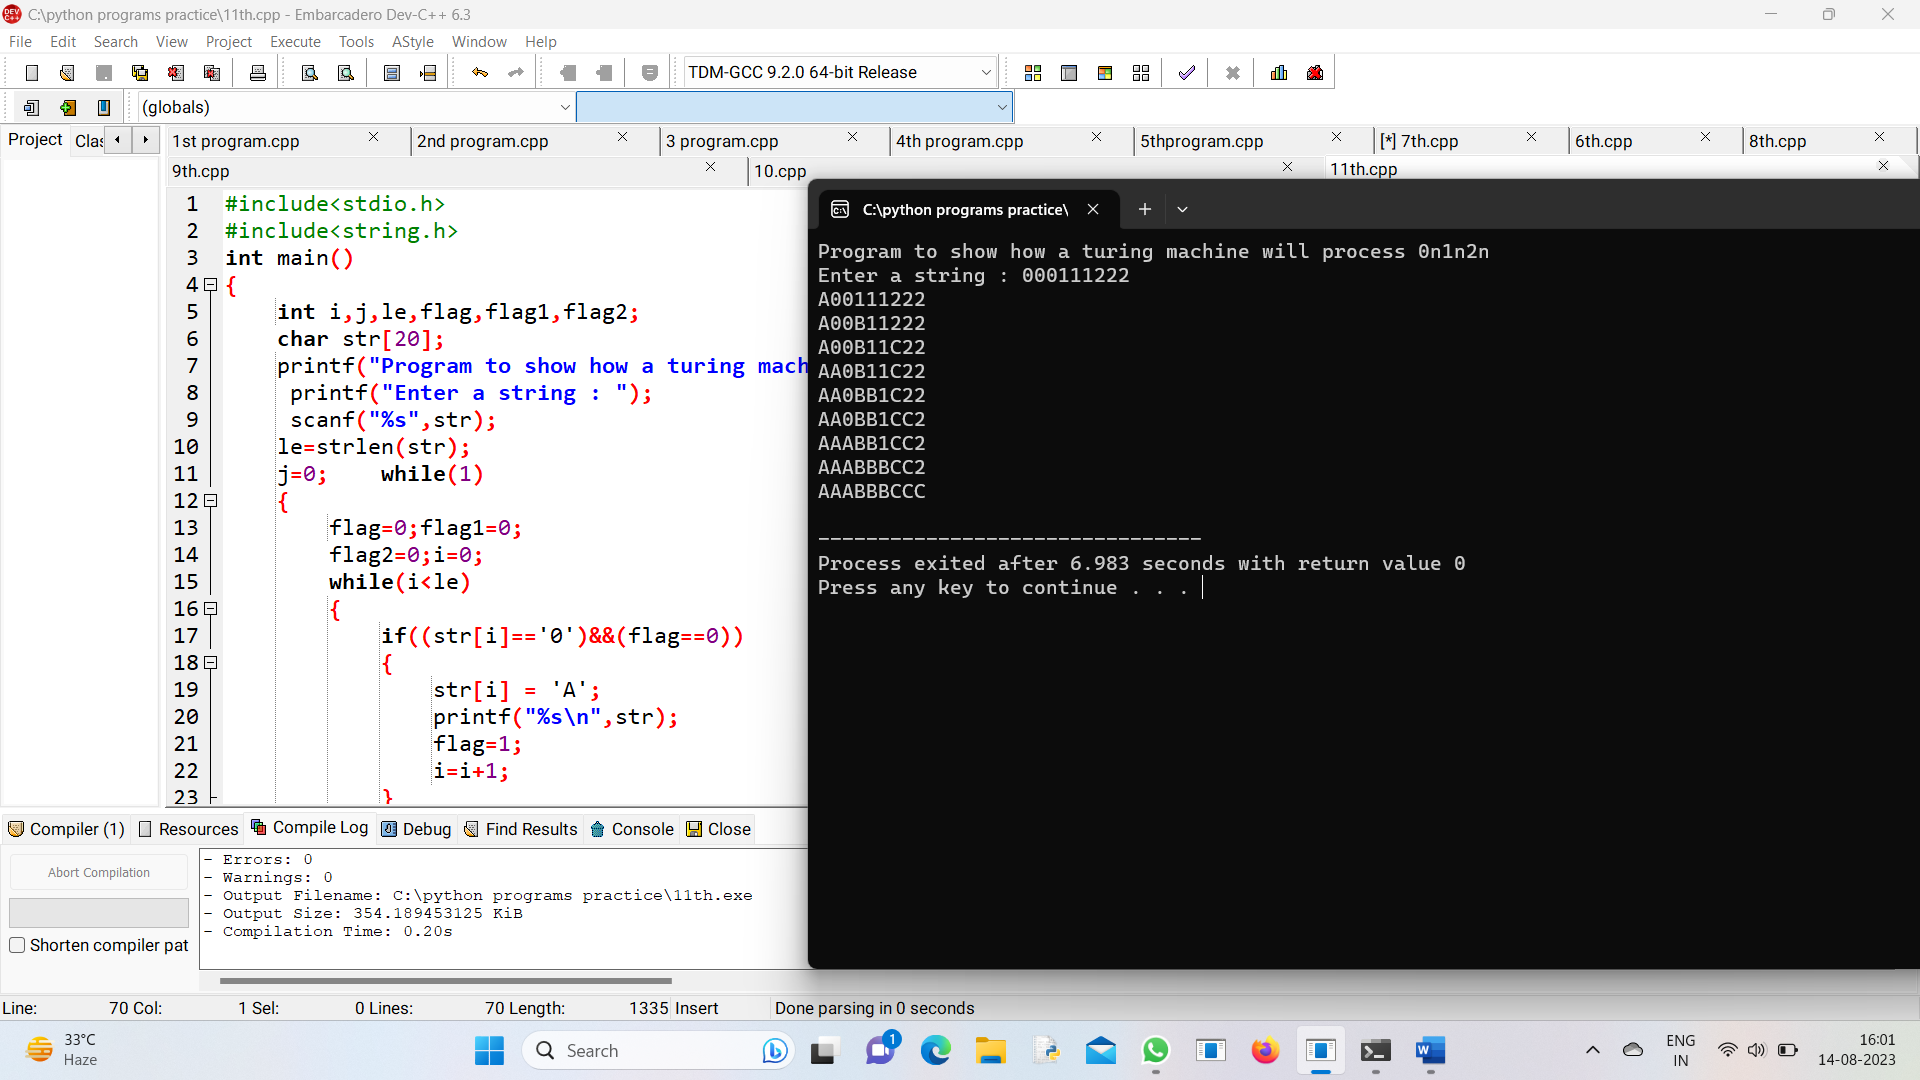 C:\python programs practice\11th.cpp - Embarcadero Dev-C++ 6.3
File Edit Search View Project Execute Tools AStyle Window Help
TDM-GCC 9.2.0 64-bit Release
(globals)
Project Clas 1st program.cpp 2nd program.cpp 3 program.cpp 4th program.cpp 5thprogram.cpp [*] 7th.cpp 6th.cpp 8th.cpp
9th.cpp 10.cpp 11th.cpp
1 #include<stdio.h>
2 #include<string.h>
3 int main()
4 {
5 int i,j,le,flag,flag1,flag2;
6 char str[20];
7 printf("Program to show how a turing mach
8 printf("Enter a string : ");
9 scanf("%s",str);
10 le=strlen(str);
11 j=0; while(1)
12 {
13 flag=0;flag1=0;
14 flag2=0;i=0;
15 while(i<le)
16 {
17 if((str[i]=='0')&&(flag==0))
18 {
19 str[i] = 'A';
20 printf("%s\n",str);
21 flag=1;
22 i=i+1;
23 }
C:\python programs practice\
Program to show how a turing machine will process 0n1n2n
Enter a string : 000111222
A00111222
A00B11222
A00B11C22
AA0B11C22
AA0BB1C22
AA0BB1CC2
AAABB1CC2
AAABBBCC2
AAABBBCCC
--------------------------------
Process exited after 6.983 seconds with return value 0
Press any key to continue . . .
Compiler (1) Resources Compile Log Debug Find Results Console Close
Abort Compilation
Shorten compiler pat
- Errors: 0
- Warnings: 0
- Output Filename: C:\python programs practice\11th.exe
- Output Size: 354.189453125 KiB
- Compilation Time: 0.20s
Line: 70 Col: 1 Sel: 0 Lines: 70 Length: 1335 Insert Done parsing in 0 seconds
33°C
Haze
Search
1
ENG
IN
16:01
14-08-2023